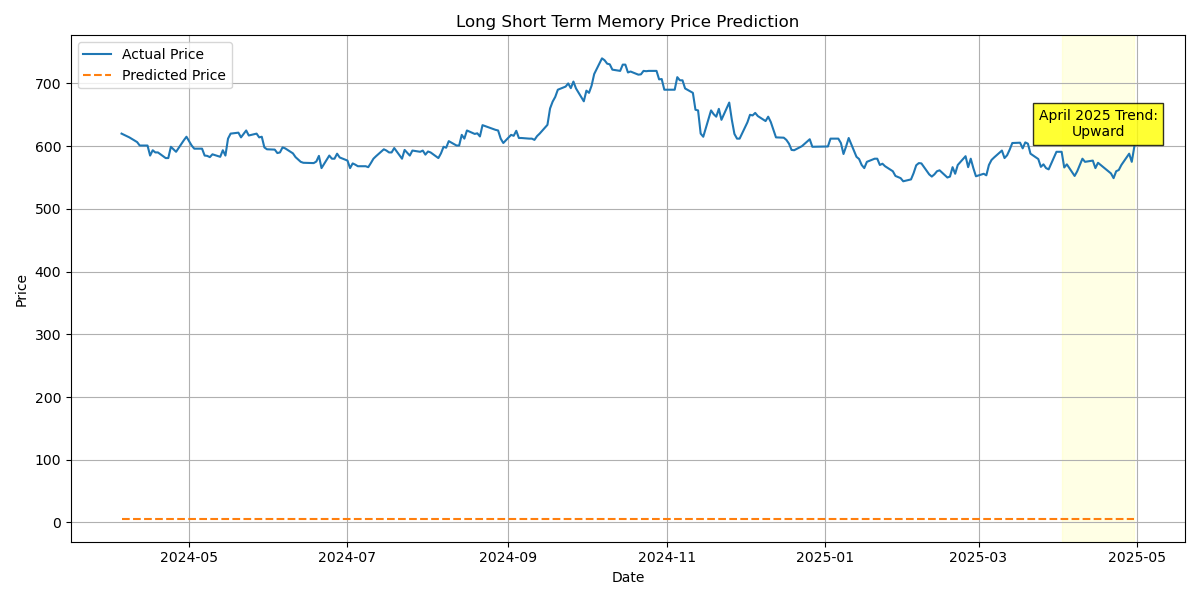 Long Short Term Memory Price Prediction
Actual Price
Predicted Price
April 2025 Trend:
Upward
700
600
500
400
300
200
100
0
Price
2024-05
2024-07
2024-09
2024-11
2025-01
2025-03
2025-05
Date